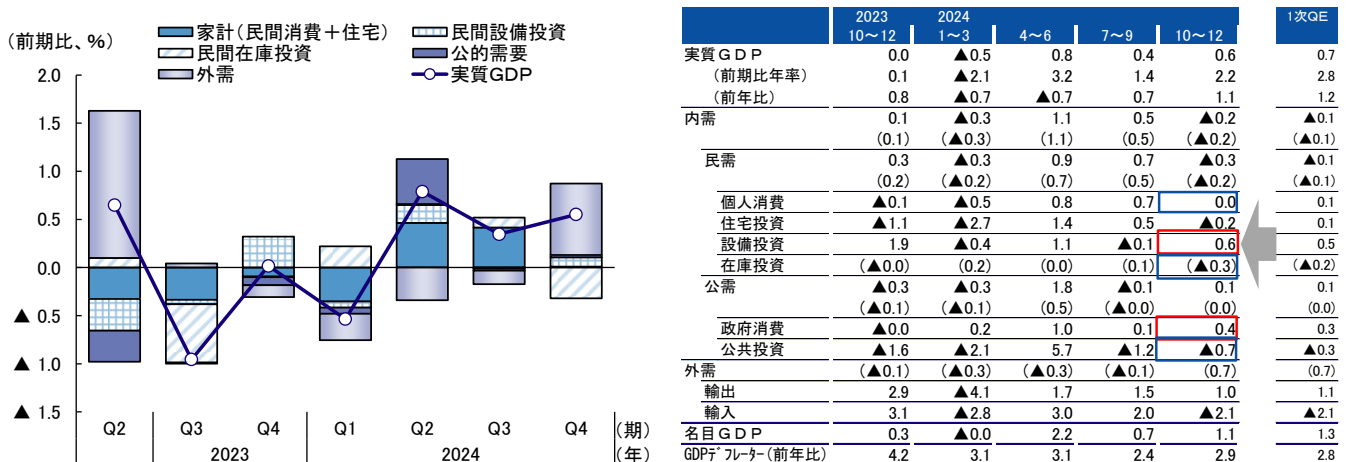 (前期比、%)
家計(民間消費+住宅)
民間設備投資
民間在庫投資
公的需要
外需
実質GDP
2.0
1.5
1.0
0.5
0.0
▲ 0.5
▲ 1.0
▲ 1.5
Q2 Q3 Q4 Q1 Q2 Q3 Q4 (期)
2023 2024 (年)
2023 2024 1次QE
10~12 1~3 4~6 7~9 10~12
実質GDP 0.0 ▲0.5 0.8 0.4 0.6 0.7
(前期比年率) 0.1 ▲2.1 3.2 1.4 2.2 2.8
(前年比) 0.8 ▲0.7 ▲0.7 0.7 1.1 1.2
内需 0.1 ▲0.3 1.1 0.5 ▲0.2 ▲0.1
(0.1) (▲0.3) (1.1) (0.5) (▲0.2) (▲0.1)
民需 0.3 ▲0.3 0.9 0.7 ▲0.3 ▲0.1
(0.2) (▲0.2) (0.7) (0.5) (▲0.2) (▲0.1)
個人消費 ▲0.1 ▲0.5 0.8 0.7 0.0 0.1
住宅投資 ▲1.1 ▲2.7 1.4 0.5 ▲0.2 0.1
設備投資 1.9 ▲0.4 1.1 ▲0.1 0.6 0.5
在庫投資 (▲0.0) (0.2) (0.0) (0.1) (▲0.3) (▲0.2)
公需 ▲0.3 ▲0.3 1.8 ▲0.1 0.1 0.1
(▲0.1) (▲0.1) (0.5) (▲0.0) (0.0) (0.0)
政府消費 ▲0.0 0.2 1.0 0.1 0.4 0.3
公共投資 ▲1.6 ▲2.1 5.7 ▲1.2 ▲0.7 ▲0.3
外需 (▲0.1) (▲0.3) (▲0.3) (▲0.1) (0.7) (0.7)
輸出 2.9 ▲4.1 1.7 1.5 1.0 1.1
輸入 3.1 ▲2.8 3.0 2.0 ▲2.1 ▲2.1
名目GDP 0.3 ▲0.0 2.2 0.7 1.1 1.3
GDPデフレーター(前年比) 4.2 3.1 3.1 2.4 2.9 2.8